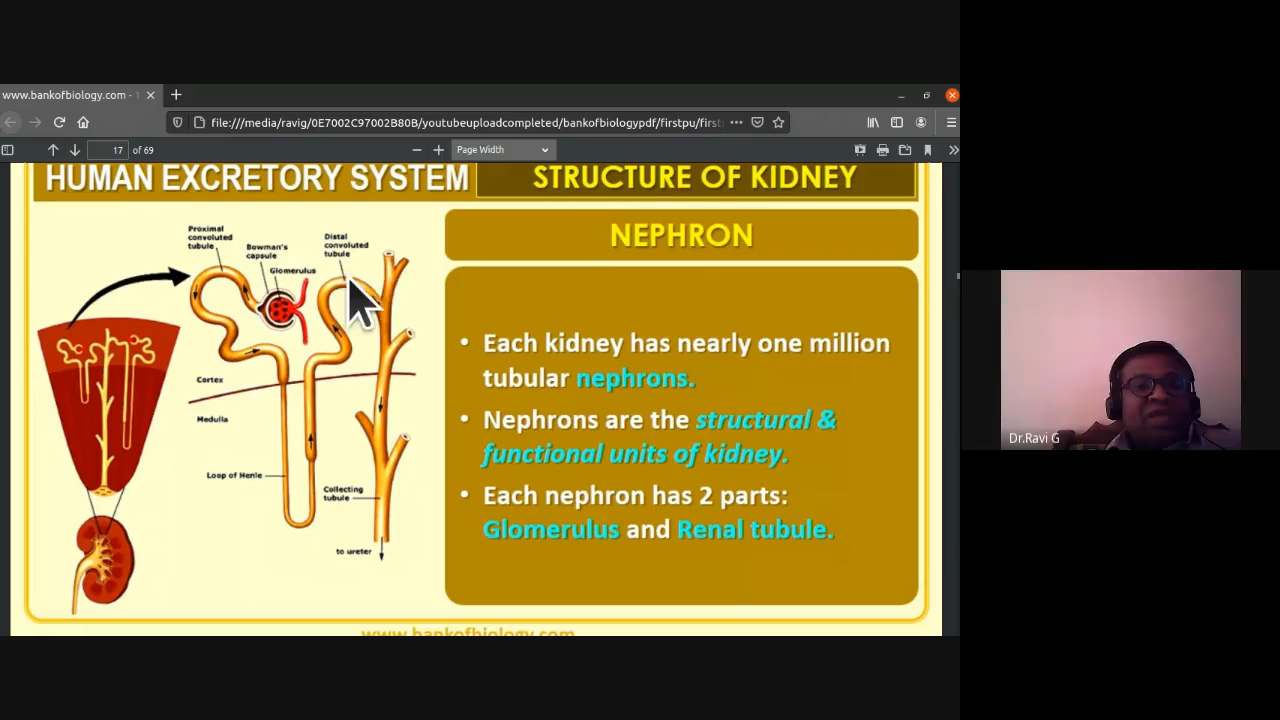 www.bankofbiology.com -
file:///media/ravig/0E7002C97002B80B/youtubeuploadcompleted/bankofbiologypdf/firstpu/first
17 of 69
Page Width
HUMAN EXCRETORY SYSTEM
STRUCTURE OF KIDNEY
Proximal
convoluted
tubule
Bowman's
capsule
Glomerulus
Distal
convoluted
tubule
Cortex
Medulla
Loop of Henle
Collecting
tubule
to ureter
NEPHRON
• Each kidney has nearly one million
tubular nephrons.
• Nephrons are the structural &
functional units of kidney.
• Each nephron has 2 parts:
Glomerulus and Renal tubule.
www.bankofbiology.com
Dr.Ravi G